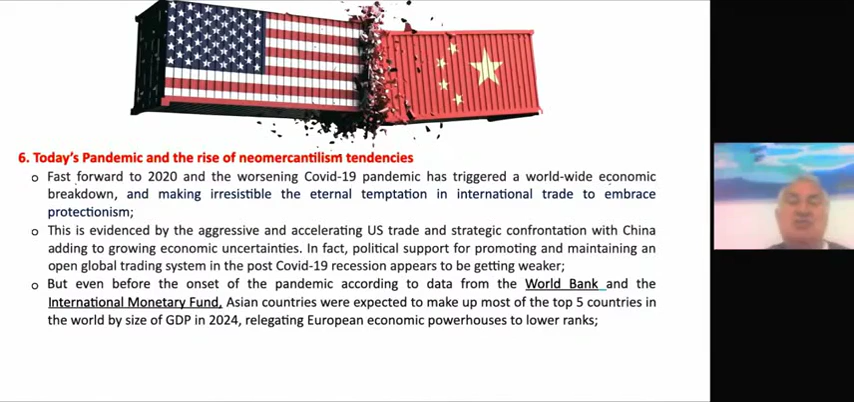 6. Today's Pandemic and the rise of neomercantilism tendencies
o Fast forward to 2020 and the worsening Covid-19 pandemic has triggered a world-wide economic
breakdown, and making irresistible the eternal temptation in international trade to embrace
protectionism;
o This is evidenced by the aggressive and accelerating US trade and strategic confrontation with China
adding to growing economic uncertainties. In fact, political support for promoting and maintaining an
open global trading system in the post Covid-19 recession appears to be getting weaker;
o But even before the onset of the pandemic according to data from the World Bank and the
International Monetary Fund, Asian countries were expected to make up most of the top 5 countries in
the world by size of GDP in 2024, relegating European economic powerhouses to lower ranks;